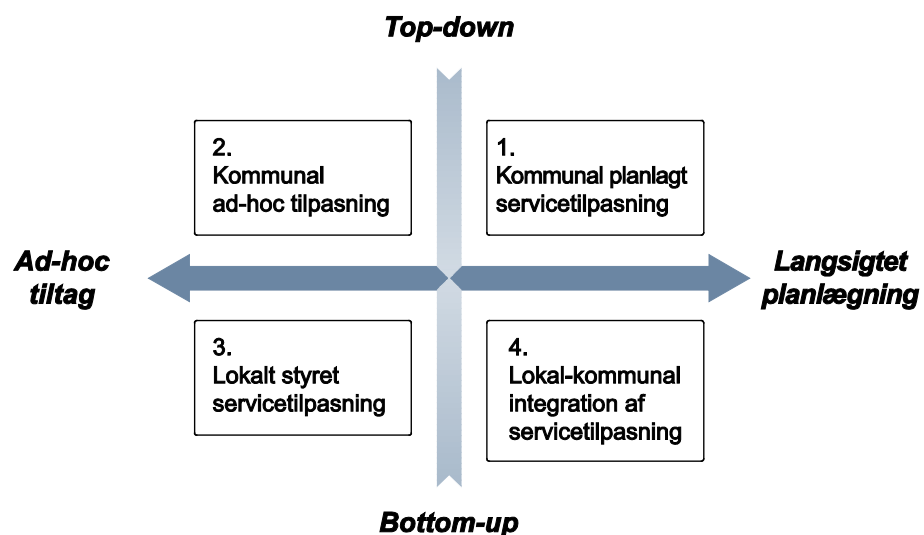 Top-down
2.
Kommunal
ad-hoc tilpasning
1.
Kommunal planlagt
servicetilpasning
Ad-hoc
tiltag
Langsigtet
planlægning
3.
Lokalt styret
servicetilpasning
4.
Lokal-kommunal
integration af
servicetilpasning
Bottom-up